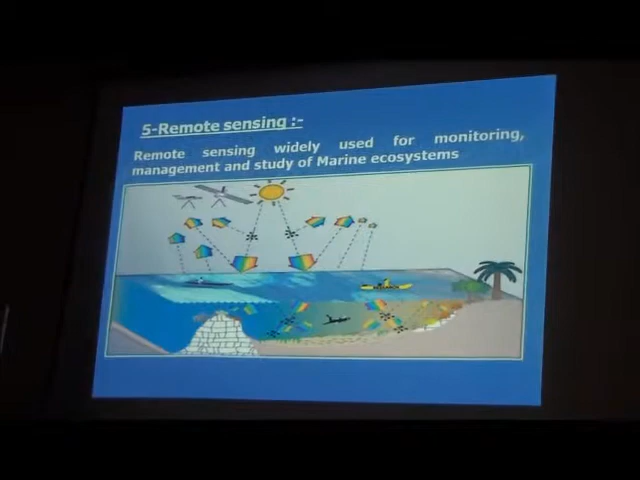 5-Remote sensing :-
Remote sensing widely used for monitoring,
management and study of Marine ecosystems